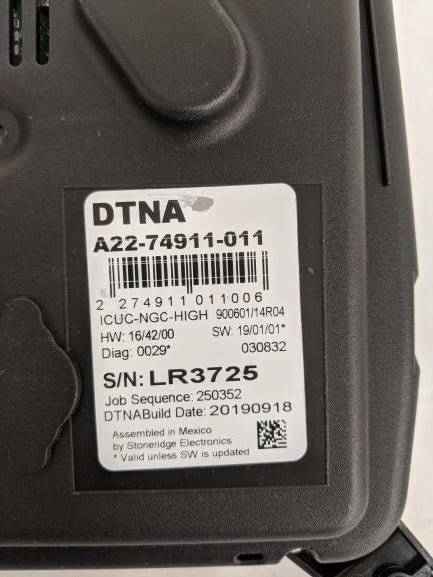 DTNA
A22-74911-011
2 274911 011006
ICUC-NGC-HIGH 900601/14R04
HW: 16/42/00 SW: 19/01/01*
Diag: 0029* 030832
S/N: LR3725
Job Sequence: 250352
DTNABuild Date: 20190918
Assembled in Mexico
by Stoneridge Electronics
* Valid unless SW is updated